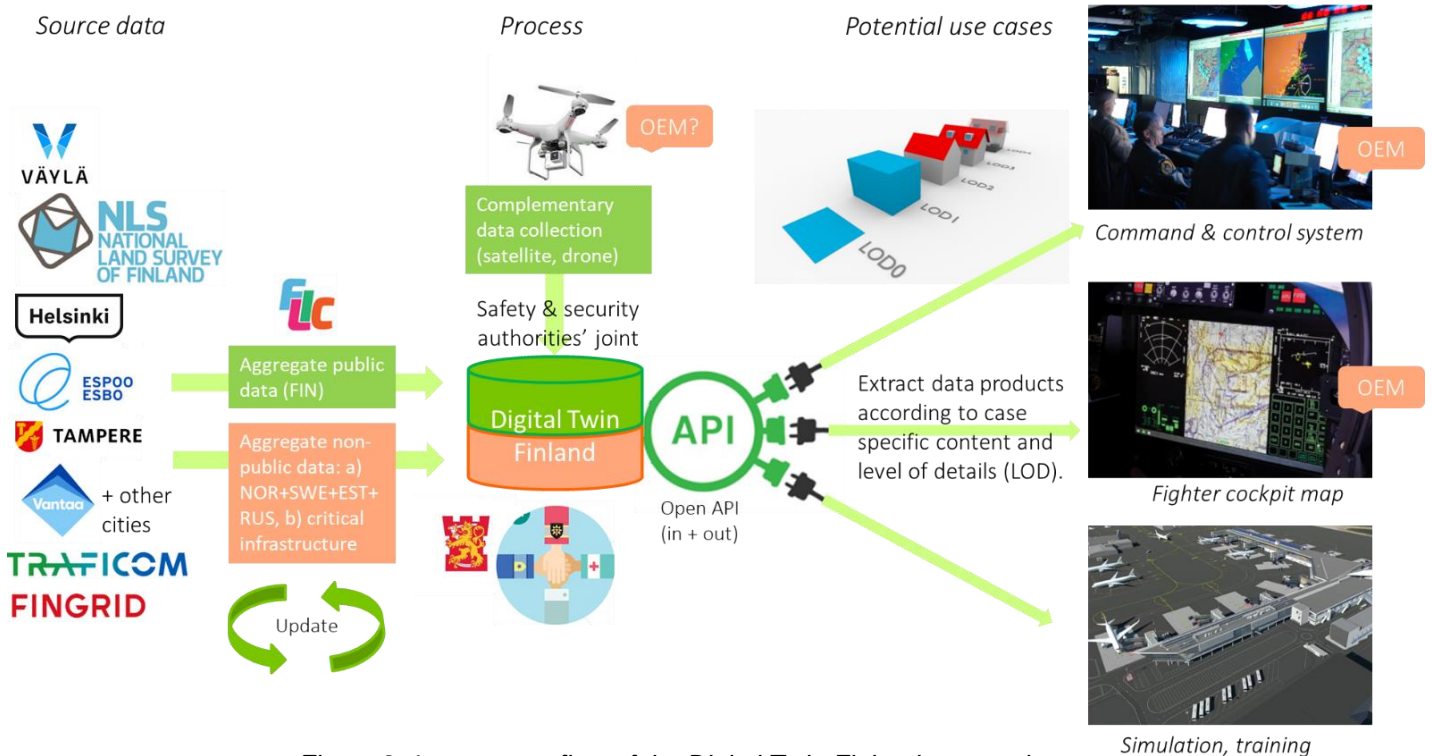 Source data
Process
Potential use cases
VÄYLÄ
NLS
NATIONAL
LAND SURVEY
OF FINLAND
Helsinki
ESPOO
ESBO
TAMPERE
Vantaa
+ other
cities
TRAFICOM
FINGRID
FLIC
Aggregate public
data (FIN)
Aggregate non-
public data: a)
NOR+SWE+EST+
RUS, b) critical
infrastructure
Update
OEM?
Complementary
data collection
(satellite, drone)
Safety & security
authorities’ joint
Digital Twin
Finland
API
Open API
(in + out)
LOD0
LOD1
LOD2
LOD3
Extract data products
according to case
specific content and
level of details (LOD).
OEM
Command & control system
OEM
Fighter cockpit map
Simulation, training